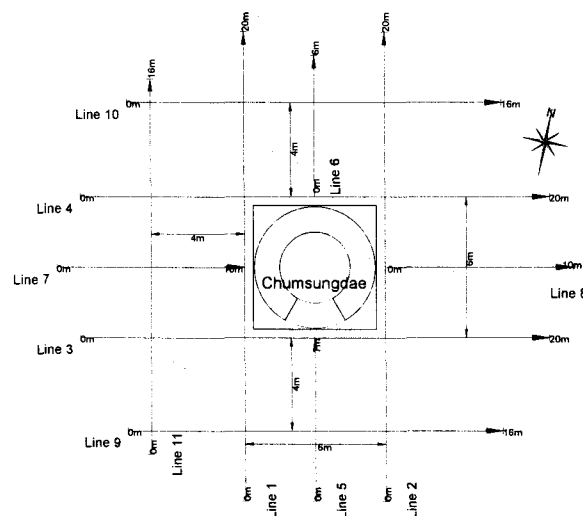 20m
20m
6m
16m
0m
16m
Line 10
N
4m
Line 6
0m
0m
20m
Line 4
4m
6m
0m
0m
10m
Line 7
Chumsungdae
Line 8
0m
20m
Line 3
7m
4m
0m
16m
Line 9
0m
Line 11
6m
0m
Line 1
0m
Line 5
0m
Line 2